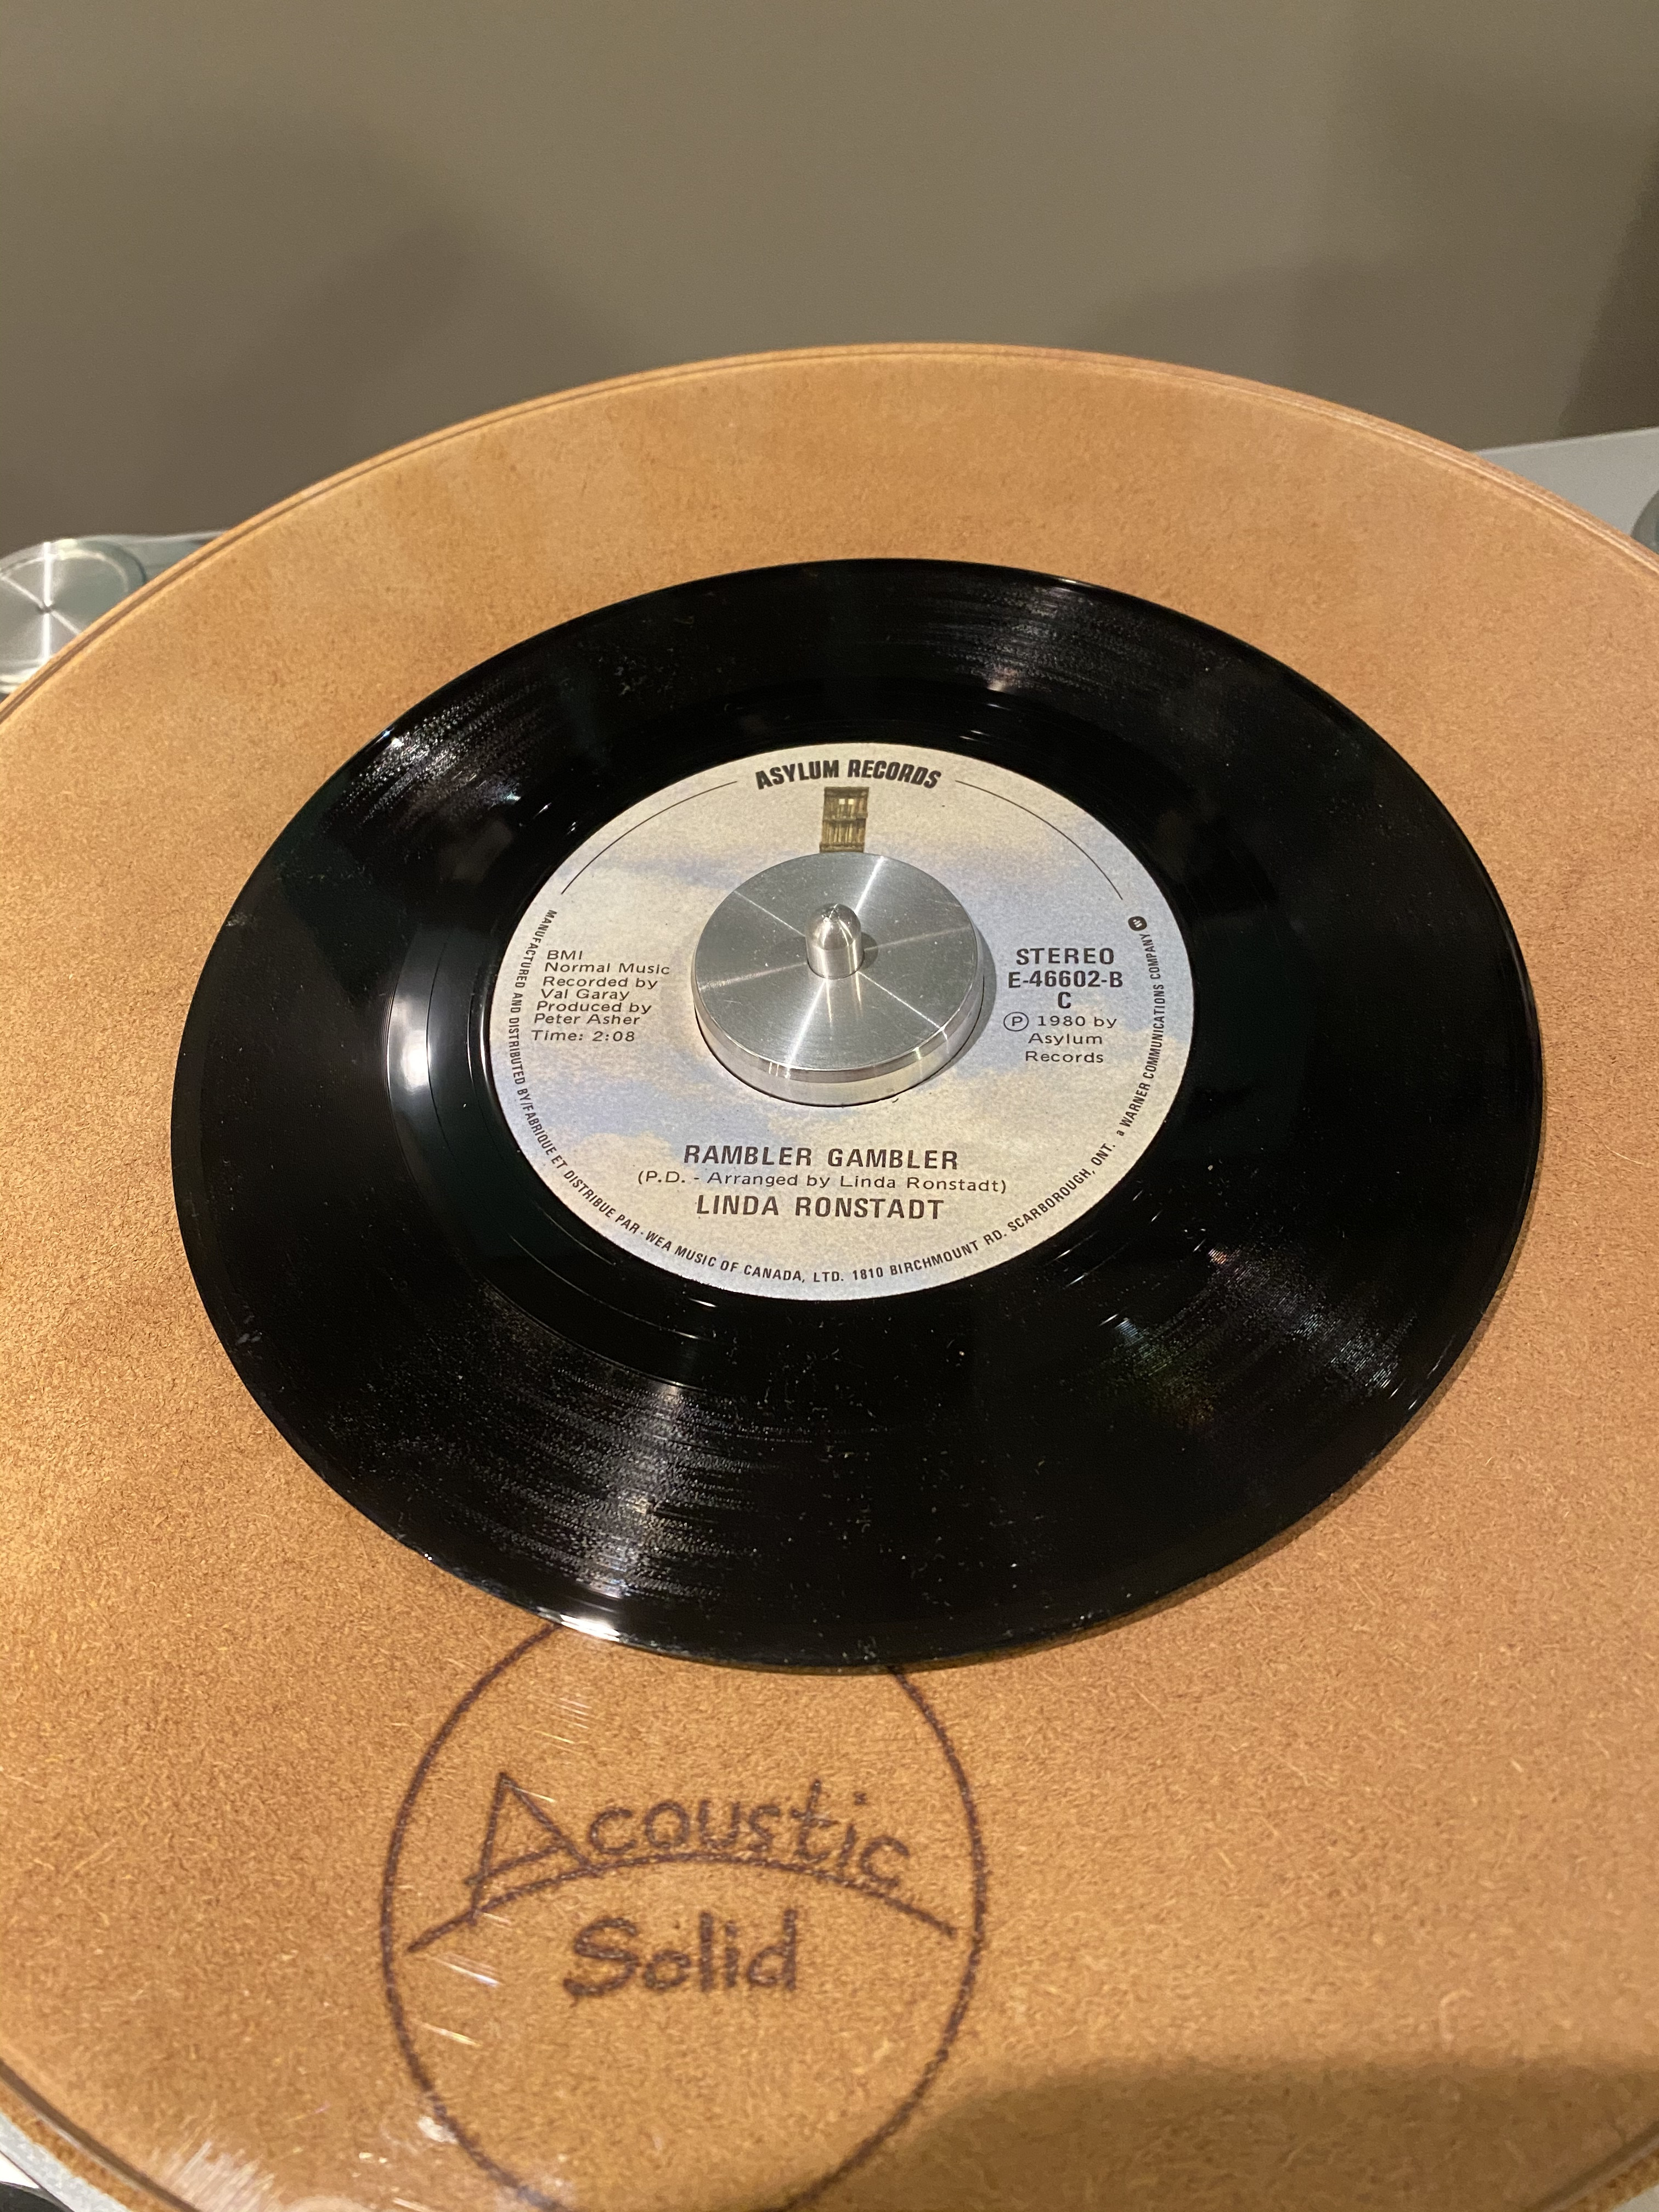 ASYLUM RECORDS
BMI
Normal Music
Recorded by
Val Garay
Produced by
Peter Asher
Time: 2:08
STEREO
E-46602-B
C
Ⓟ 1980 by
Asylum
Records
RAMBLER GAMBLER
(P.D. - Arranged by Linda Ronstadt)
LINDA RONSTADT
MANUFACTURED AND DISTRIBUTED BY/FABRIQUE ET DISTRIBUE PAR - WEA MUSIC OF CANADA, LTD. 1810 BIRCHMOUNT RD. SCARBOROUGH, ONT. a WARNER COMMUNICATIONS COMPANY
Acoustic
Solid